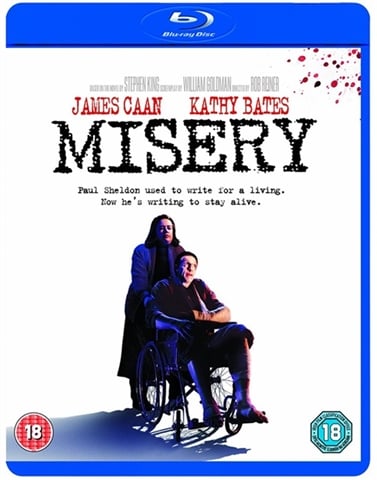 Blu-ray Disc
BASED ON THE NOVEL BY STEPHEN KING SCREENPLAY BY WILLIAM GOLDMAN DIRECTED BY ROB REINER
JAMES CAAN KATHY BATES
MISERY
Paul Sheldon used to write for a living.
Now he's writing to stay alive.
18 18